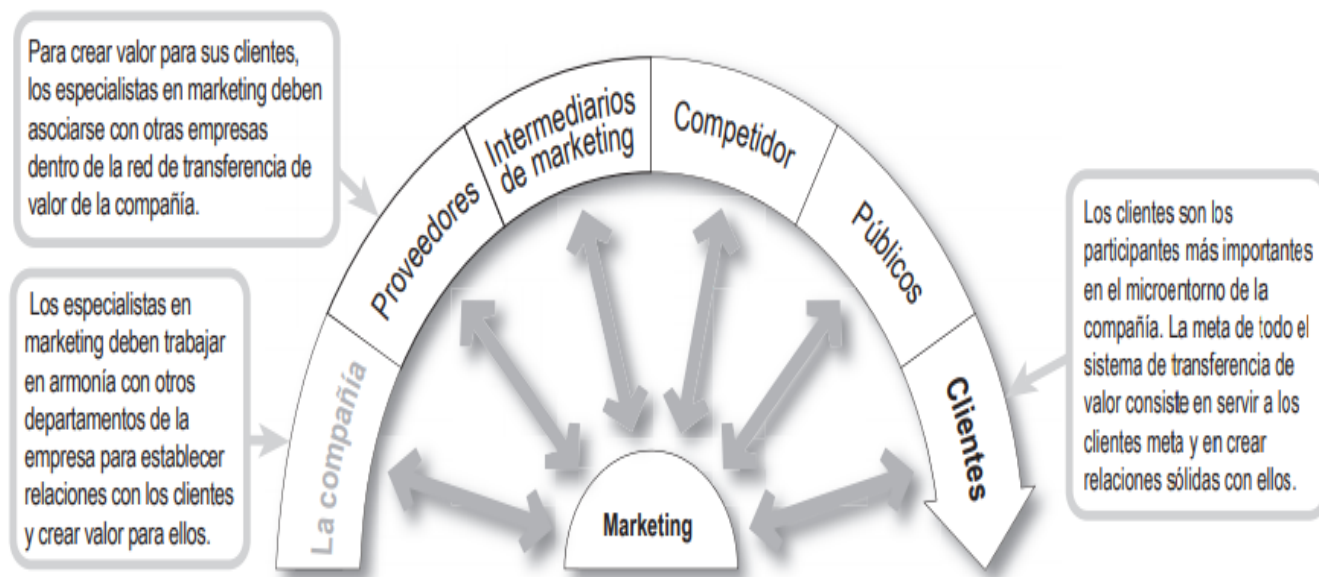 Para crear valor para sus clientes,
los especialistas en marketing deben
asociarse con otras empresas
dentro de la red de transferencia de
valor de la compañía.
Los especialistas en
marketing deben trabajar
en armonía con otros
departamentos de la
empresa para establecer
relaciones con los clientes
y crear valor para ellos.
La compañía
Proveedores
Intermediarios
de marketing
Competidor
Públicos
Clientes
Marketing
Los clientes son los
participantes más importantes
en el microentorno de la
compañía. La meta de todo el
sistema de transferencia de
valor consiste en servir a los
clientes meta y en crear
relaciones sólidas con ellos.